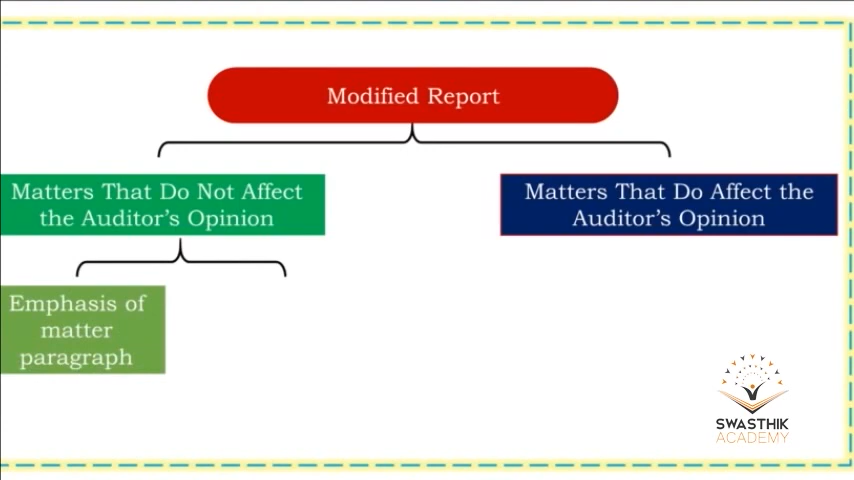 Modified Report
Matters That Do Not Affect
the Auditor's Opinion
Matters That Do Affect the
Auditor's Opinion
Emphasis of
matter
paragraph
SWASTHIK
ACADEMY